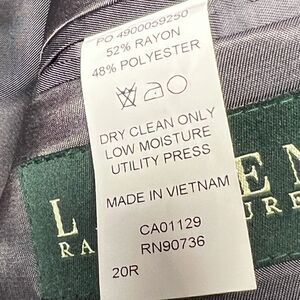 PO 4900059250
52% RAYON
48% POLYESTER
DRY CLEAN ONLY
LOW MOISTURE
UTILITY PRESS
MADE IN VIETNAM
CA01129
RN90736
20R